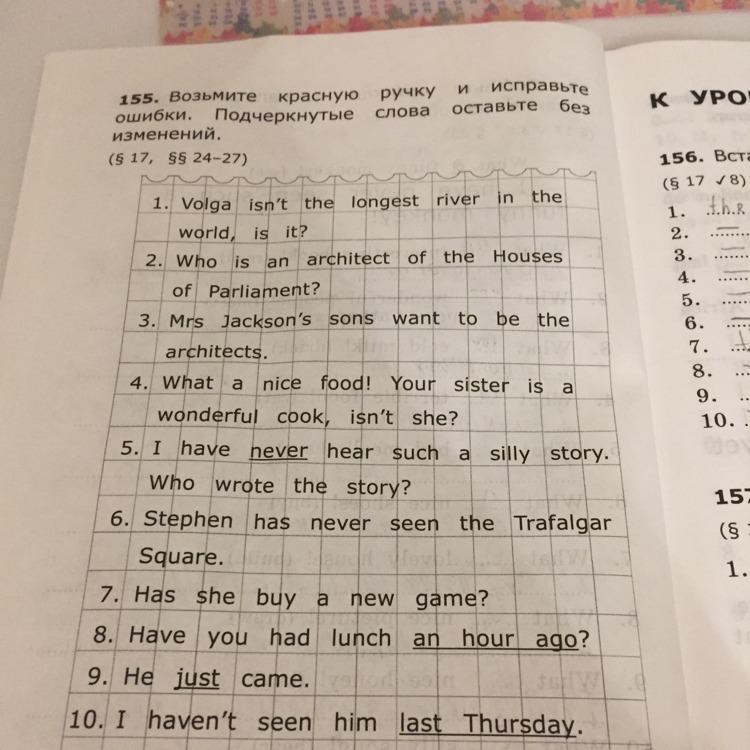 155. Возьмите красную ручку и исправьте
ошибки. Подчеркнутые слова оставьте без
изменений.
(§ 17, §§ 24–27)
1. Volga isn't the longest river in the
world, is it?
2. Who is an architect of the Houses
of Parliament?
3. Mrs Jackson's sons want to be the
architects.
4. What a nice food! Your sister is a
wonderful cook, isn't she?
5. I have never hear such a silly story.
Who wrote the story?
6. Stephen has never seen the Trafalgar
Square.
7. Has she buy a new game?
8. Have you had lunch an hour ago?
9. He just came.
10. I haven't seen him last Thursday.
К УРО
156. Вста
(§ 17 ✓8)
1. the
2.
3.
4.
5.
6.
7.
8.
9.
10.
157
(§
1.